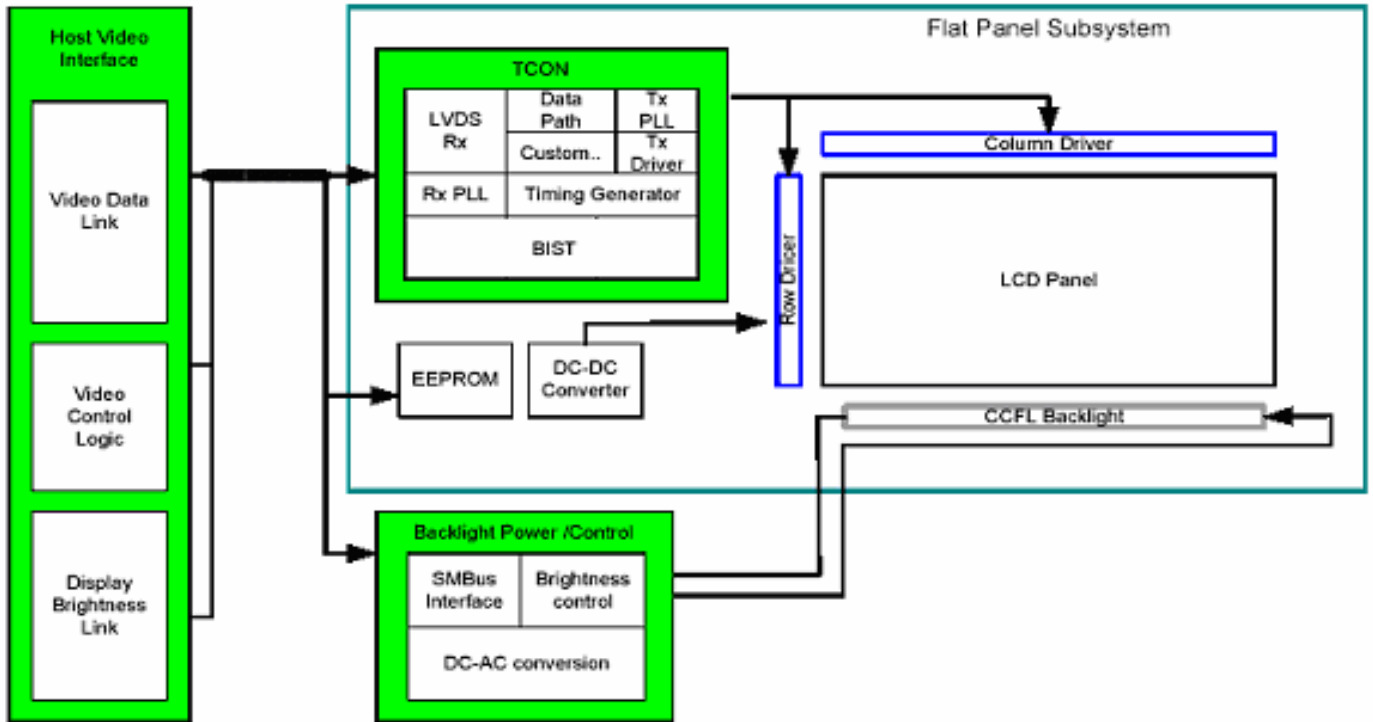 Flat Panel Subsystem
Host Video
Interface
Video Data
Link
Video
Control
Logic
Display
Brightness
Link
TCON
LVDS
Rx
Data
Path
Tx
PLL
Custom..
Tx
Driver
Rx PLL
Timing Generator
BIST
EEPROM
DC-DC
Converter
Row Dricer
Column Driver
LCD Panel
CCFL Backlight
Backlight Power /Control
SMBus
Interface
Brightness
control
DC-AC conversion